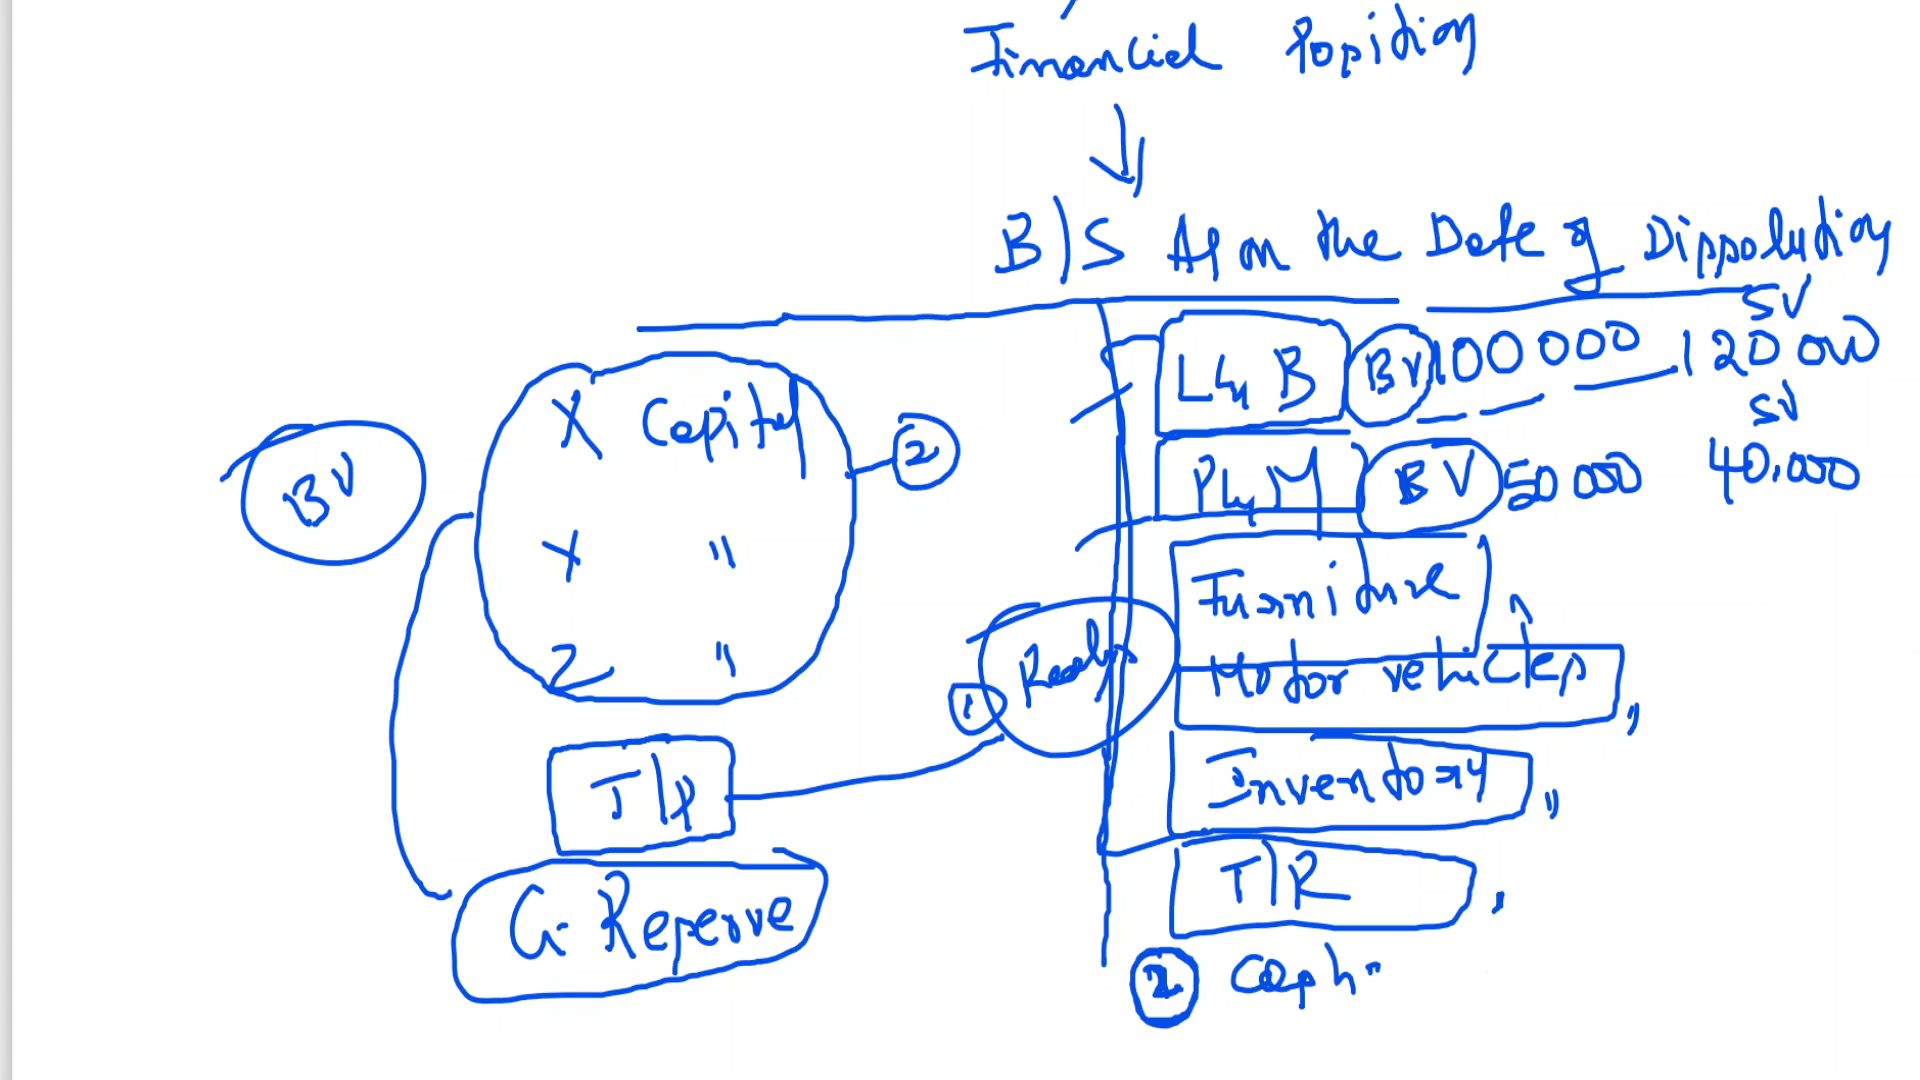 Financial Position
B/S As on the Date of Dissolution
SV
L & B BV 100 000 120 000
SV
P & M BV 50 000 40,000
BV
X Capital 2
Y "
Z "
Furniture
1 Realis
Motor vehicles "
T/P
Inventory "
G. Reserve
T/R "
Cash "